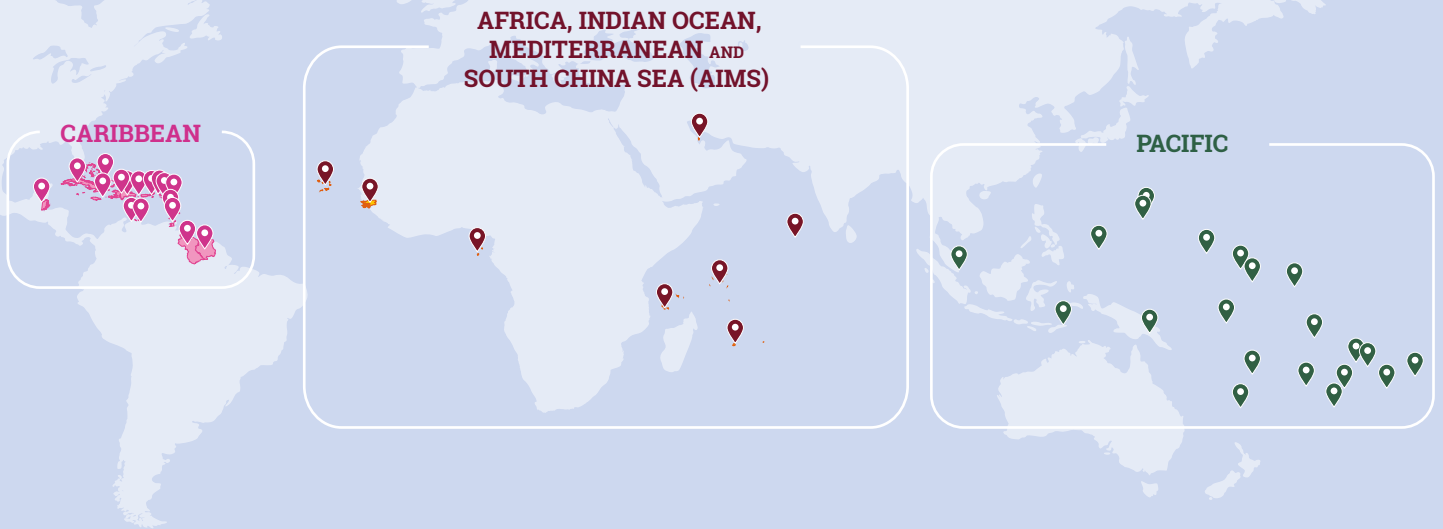 AFRICA, INDIAN OCEAN,
MEDITERRANEAN AND
SOUTH CHINA SEA (AIMS)
CARIBBEAN
PACIFIC